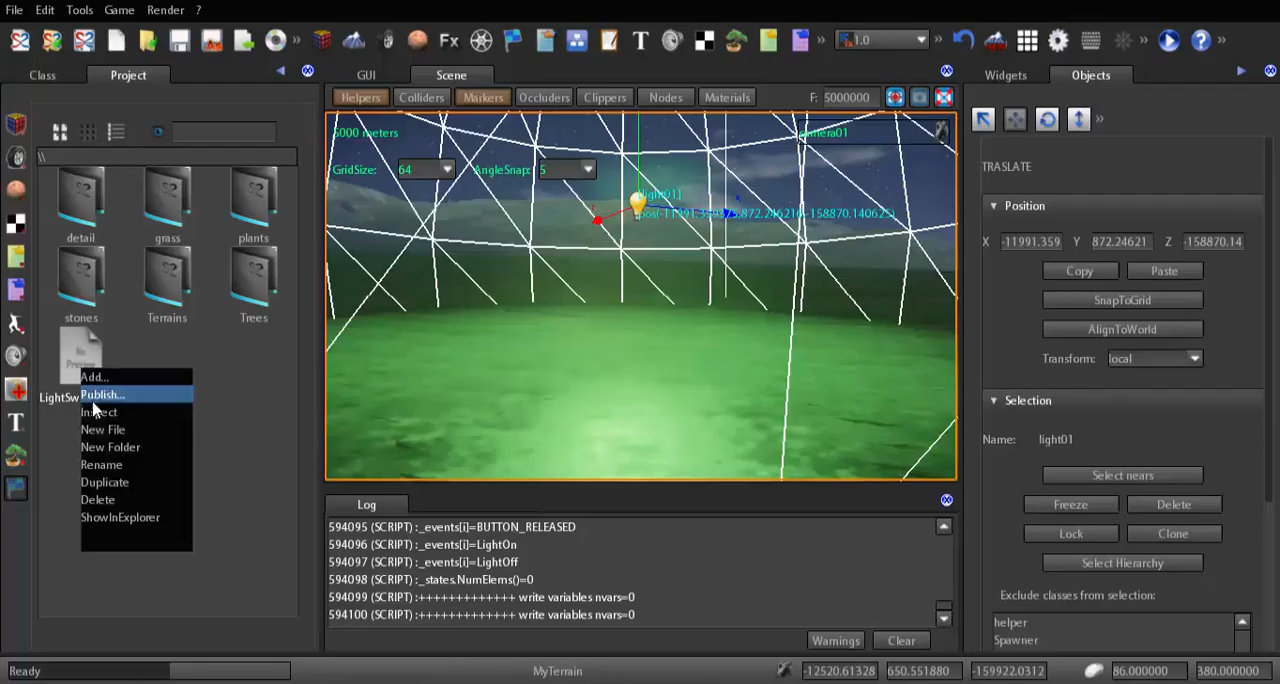 File Edit Tools Game Render ?
Fx T 1.0
Class Project GUI Scene Widgets Objects
Helpers Colliders Markers Occluders Clippers Nodes Materials F: 5000000
\\
detail grass plants
stones Terrains Trees
No
LightSw
Add...
Publish...
Inspect
New File
New Folder
Rename
Duplicate
Delete
ShowInExplorer
5000 meters
GridSize: 64 AngleSnap: 5
[light01]
x
Log
594095 (SCRIPT) :_events[i]=BUTTON_RELEASED
594096 (SCRIPT) :_events[i]=LightOn
594097 (SCRIPT) :_events[i]=LightOff
594098 (SCRIPT) :_states.NumElems()=0
594099 (SCRIPT) :+++++++++++++ write variables nvars=0
594100 (SCRIPT) :+++++++++++++ write variables nvars=0
Warnings Clear
TRASLATE
Position
X -11991.359 Y 872.24621 Z -158870.14
Copy Paste
SnapToGrid
AlignToWorld
Transform: local
Selection
Name: light01
Select nears
Freeze Delete
Lock Clone
Select Hierarchy
Exclude classes from selection:
helper
Spawner
Ready MyTerrain -12520.61328 650.551880 -159922.0312 86.000000 380.000000